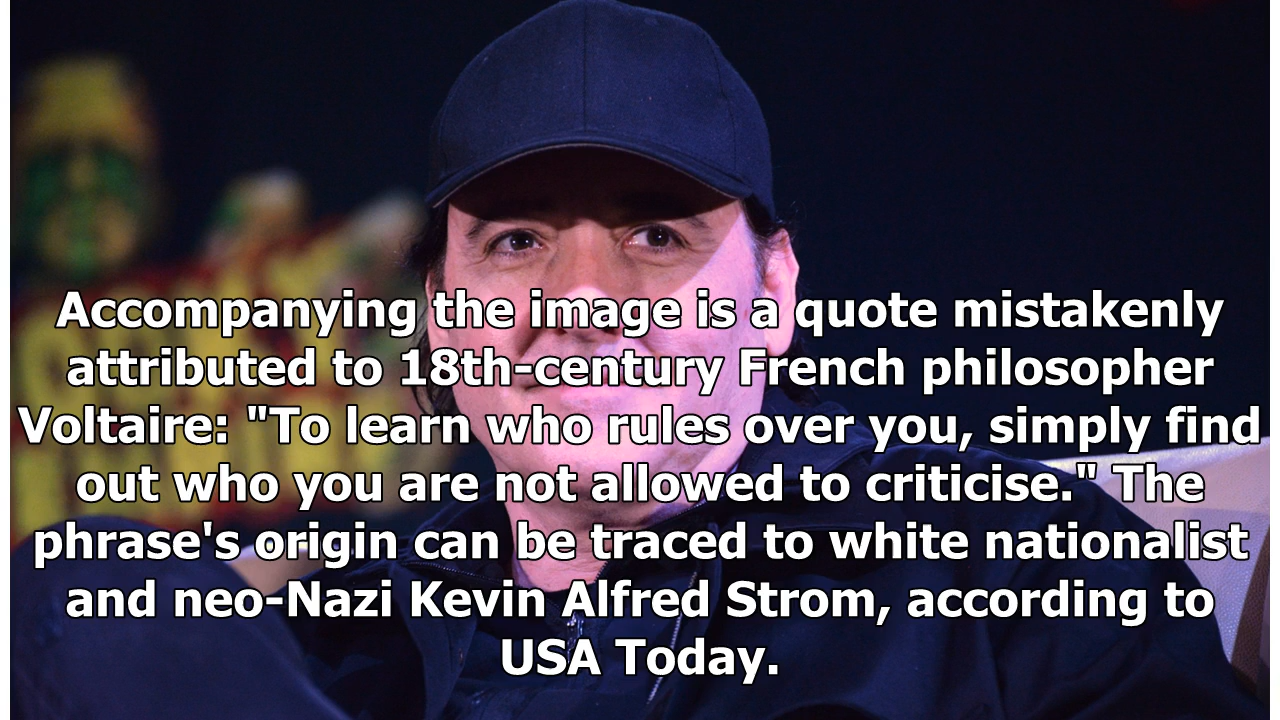 Accompanying the image is a quote mistakenly
attributed to 18th-century French philosopher
Voltaire: "To learn who rules over you, simply find
out who you are not allowed to criticise." The
phrase's origin can be traced to white nationalist
and neo-Nazi Kevin Alfred Strom, according to
USA Today.